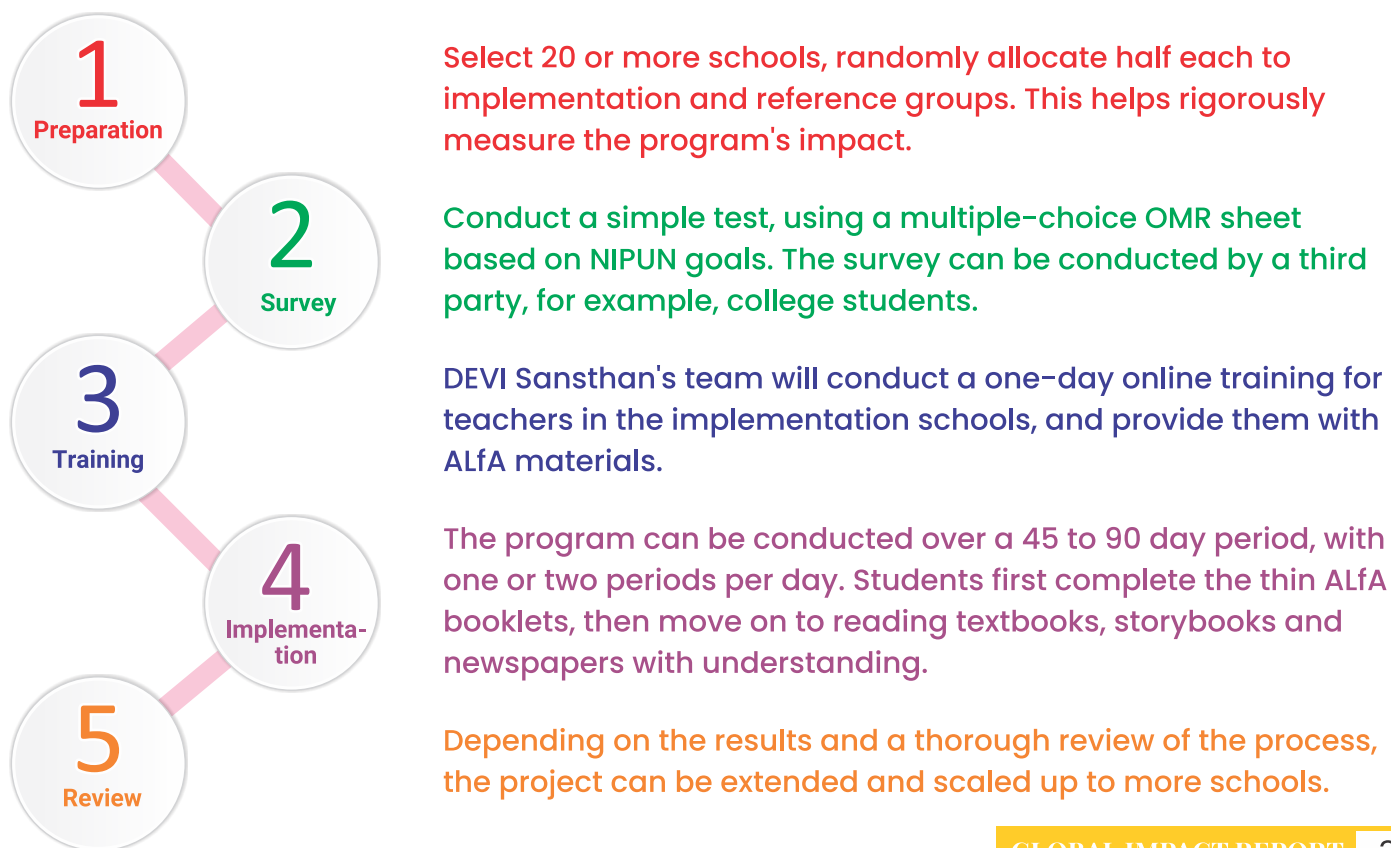 1
Preparation
Select 20 or more schools, randomly allocate half each to
implementation and reference groups. This helps rigorously
measure the program's impact.
2
Survey
Conduct a simple test, using a multiple-choice OMR sheet
based on NIPUN goals. The survey can be conducted by a third
party, for example, college students.
3
Training
DEVI Sansthan's team will conduct a one-day online training for
teachers in the implementation schools, and provide them with
ALfA materials.
4
Implementa-
tion
The program can be conducted over a 45 to 90 day period, with
one or two periods per day. Students first complete the thin ALfA
booklets, then move on to reading textbooks, storybooks and
newspapers with understanding.
5
Review
Depending on the results and a thorough review of the process,
the project can be extended and scaled up to more schools.
GLOBAL IMPACT REPORT